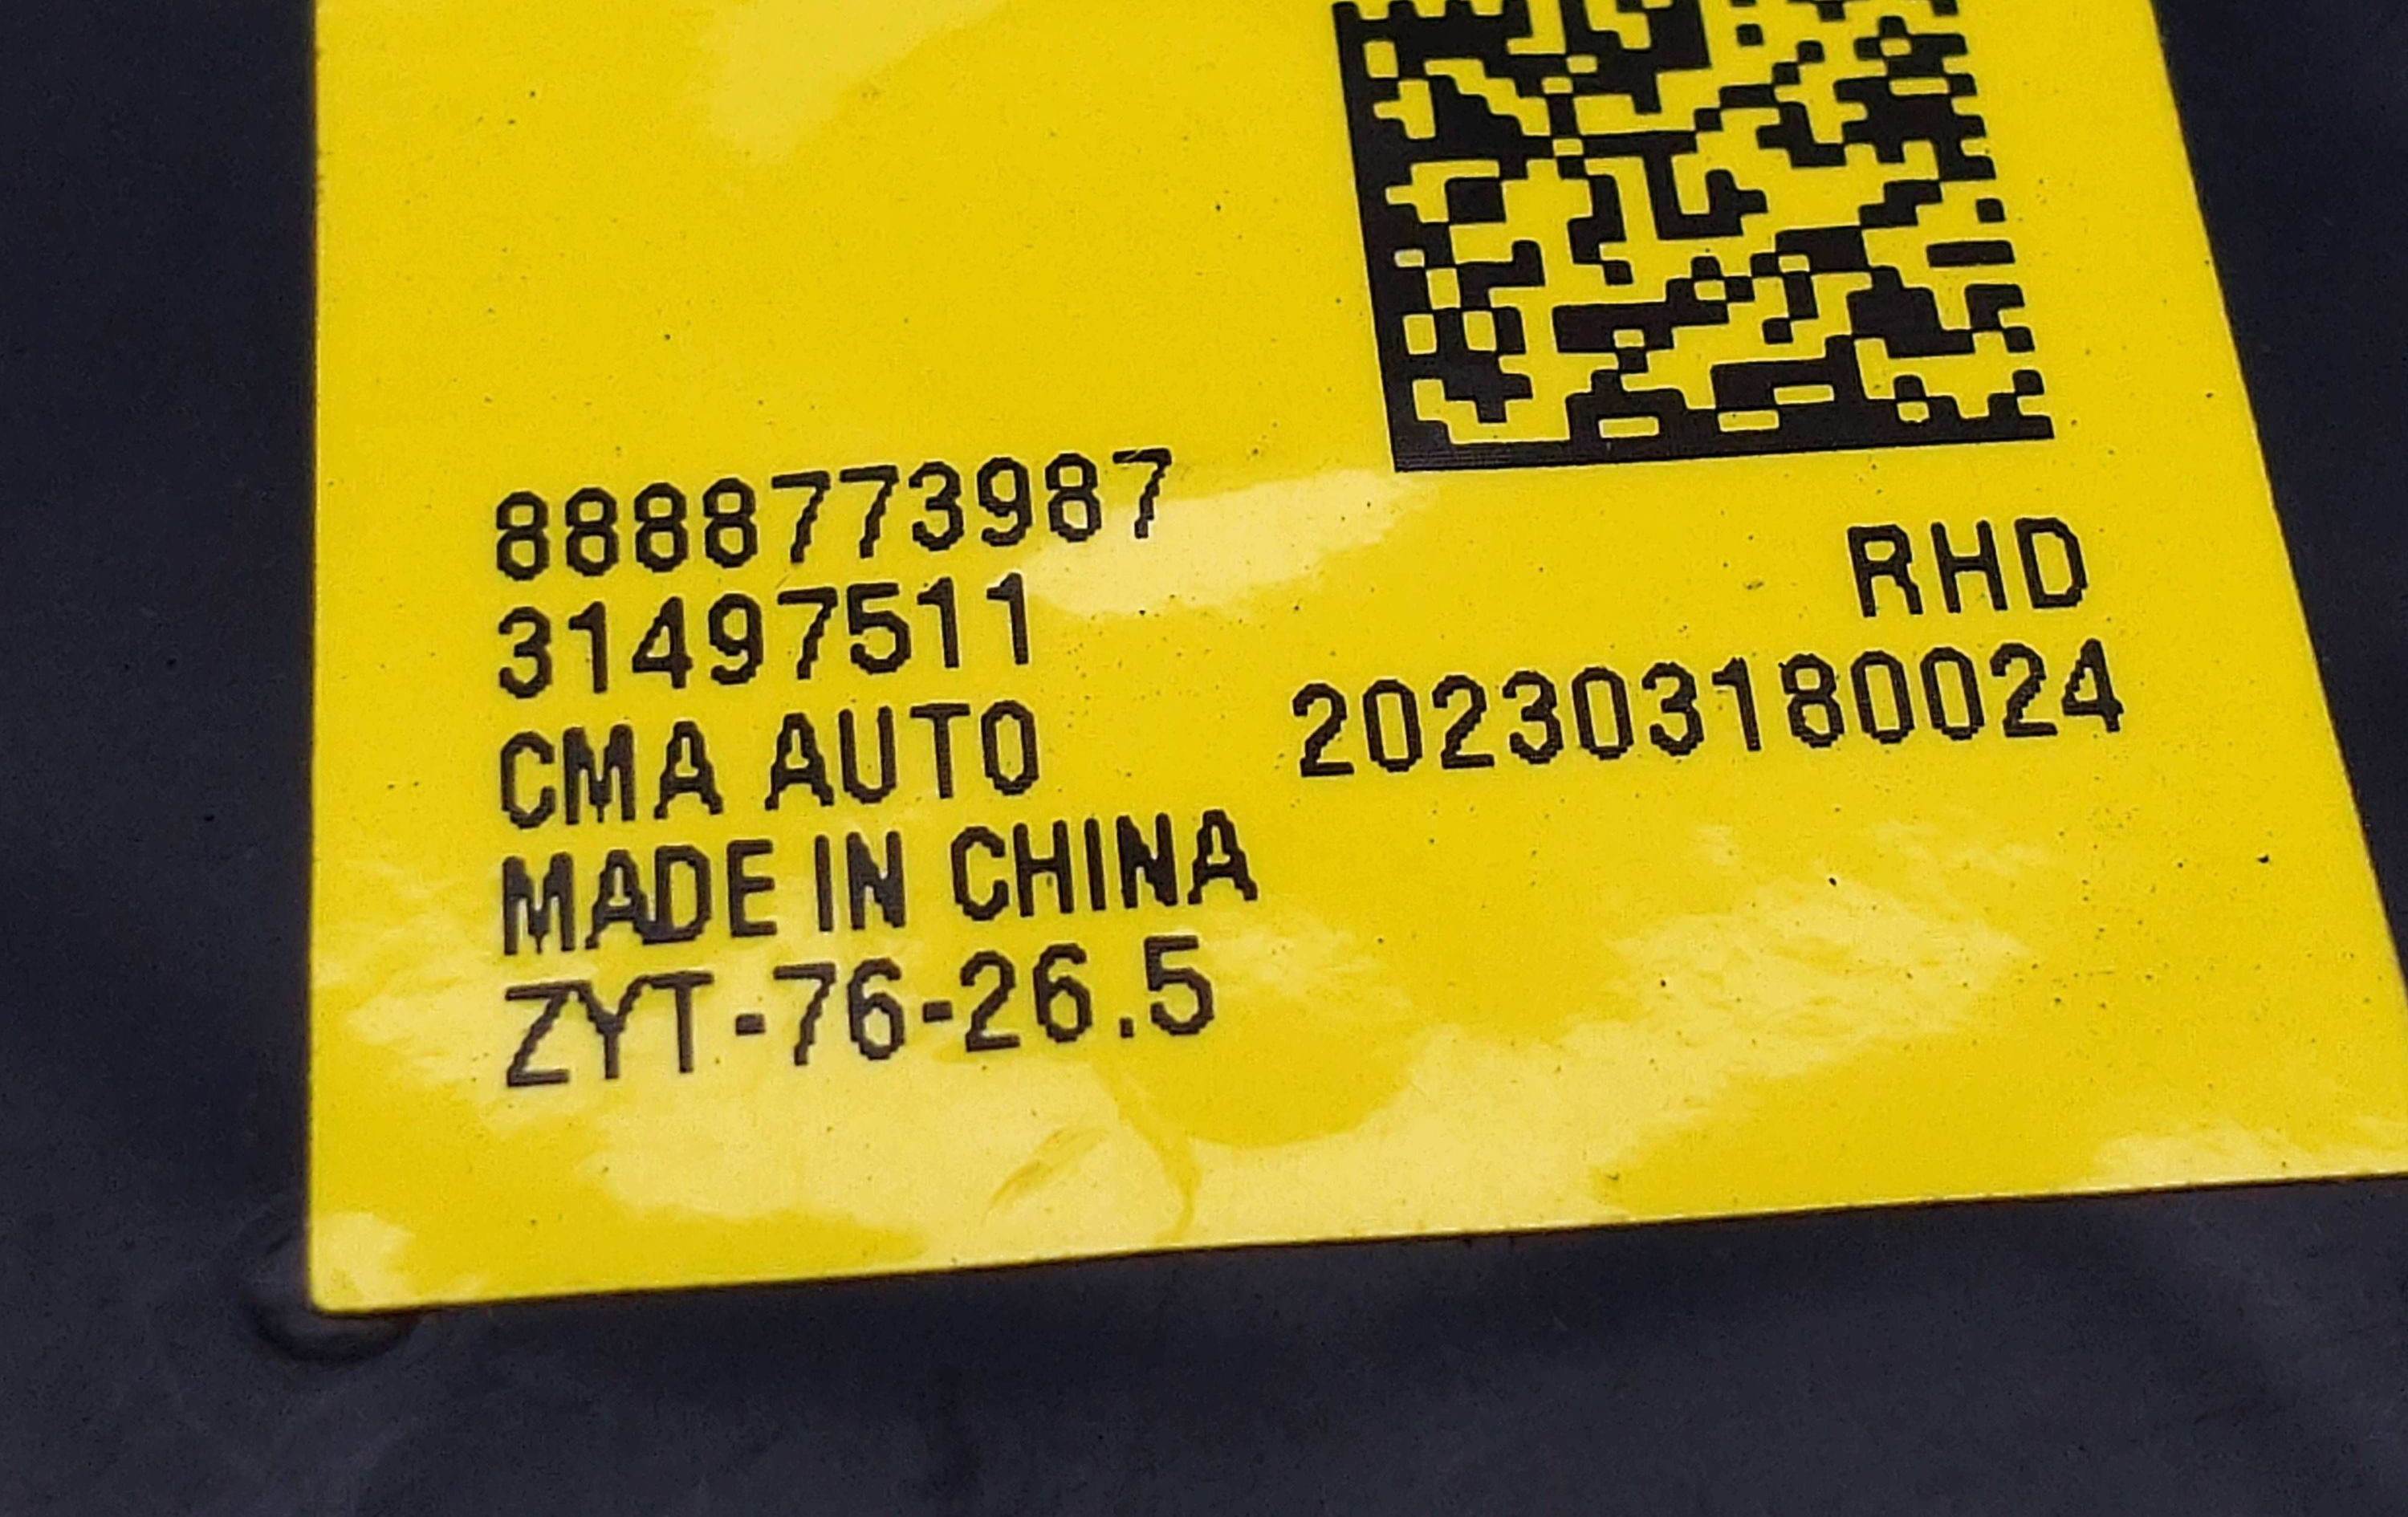 8888773987
31497511 RHD
CMA AUTO 202303180024
MADE IN CHINA
ZYT-76-26.5